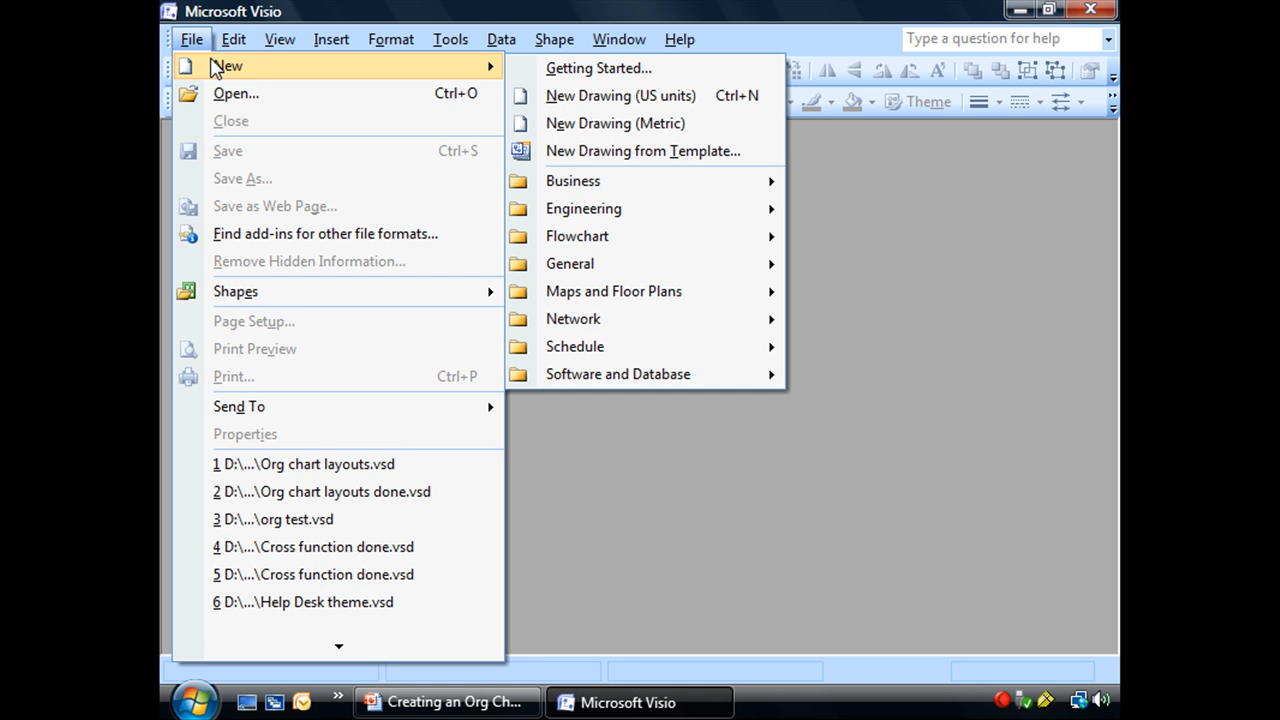 Microsoft Visio
File Edit View Insert Format Tools Data Shape Window Help
Type a question for help
Theme
New
Open... Ctrl+O
Close
Save Ctrl+S
Save As...
Save as Web Page...
Find add-ins for other file formats...
Remove Hidden Information...
Shapes
Page Setup...
Print Preview
Print... Ctrl+P
Send To
Properties
1 D:\...\Org chart layouts.vsd
2 D:\...\Org chart layouts done.vsd
3 D:\...\org test.vsd
4 D:\...\Cross function done.vsd
5 D:\...\Cross function done.vsd
6 D:\...\Help Desk theme.vsd
Getting Started...
New Drawing (US units) Ctrl+N
New Drawing (Metric)
New Drawing from Template...
Business
Engineering
Flowchart
General
Maps and Floor Plans
Network
Schedule
Software and Database
Creating an Org Ch...
Microsoft Visio